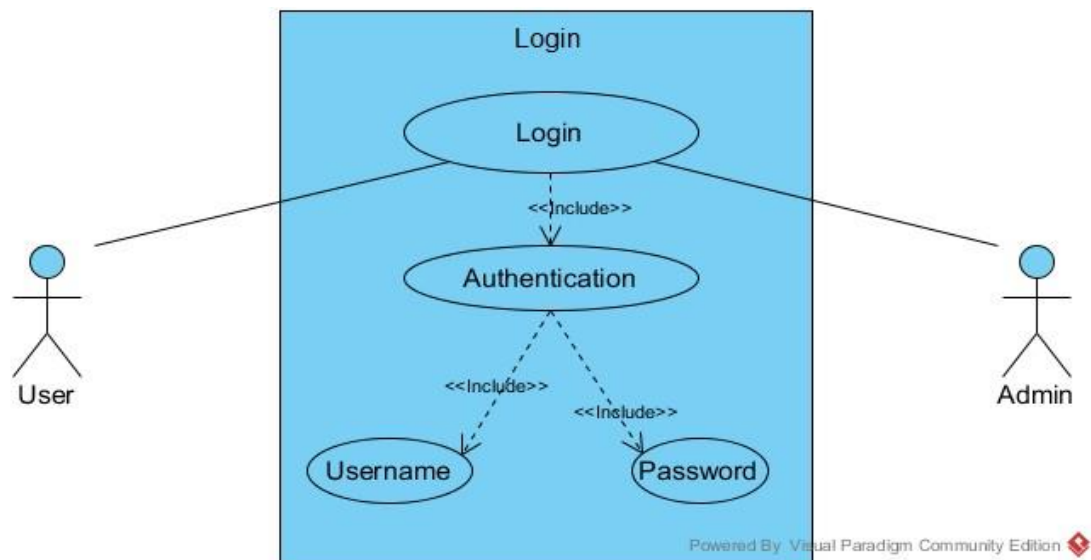 Login
Login
<<Include>>
Authentication
User
Admin
<<Include>>
<<Include>>
Username
Password
Powered By Visual Paradigm Community Edition